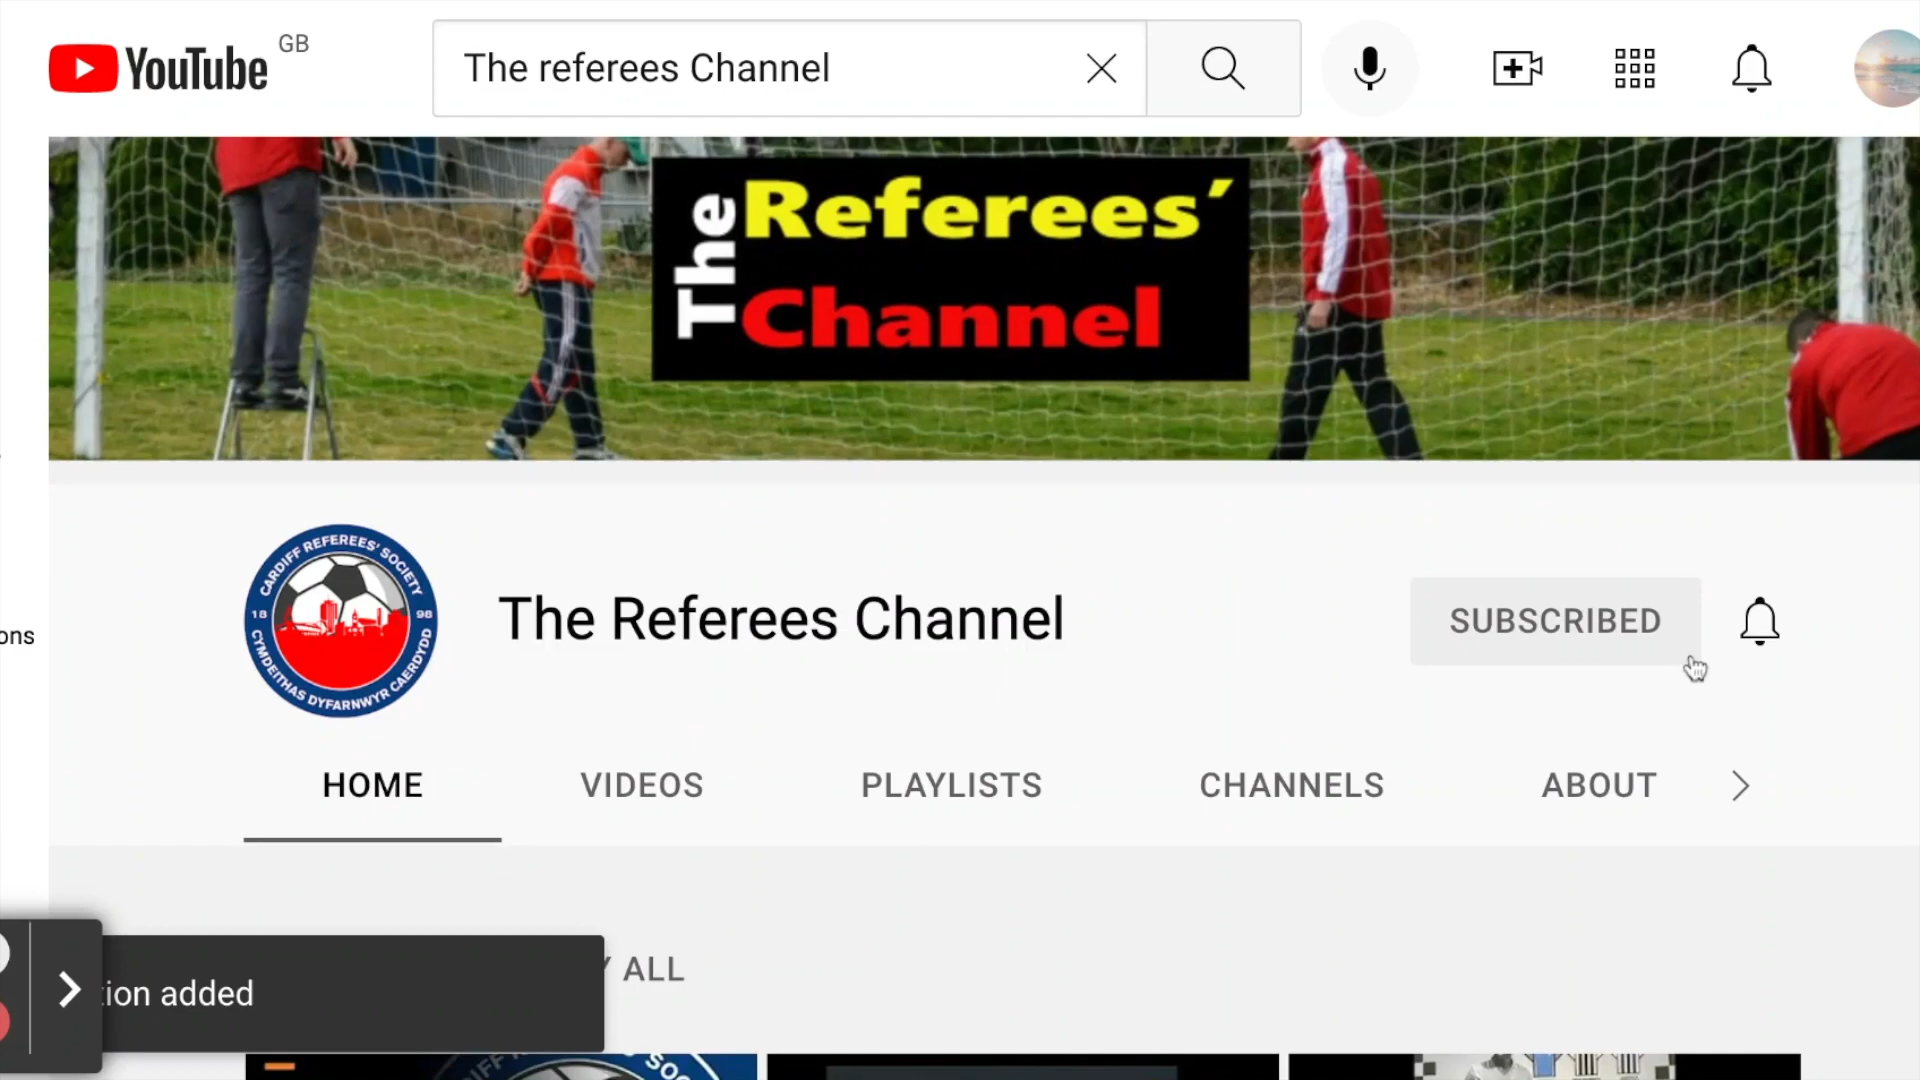 YouTube GB
The referees Channel
The Referees'
Channel
CARDIFF REFEREES' SOCIETY
18 98
CYMDEITHAS DYFARNWYR CAERDYDD
The Referees Channel
SUBSCRIBED
ons
HOME VIDEOS PLAYLISTS CHANNELS ABOUT
ALL
tion added